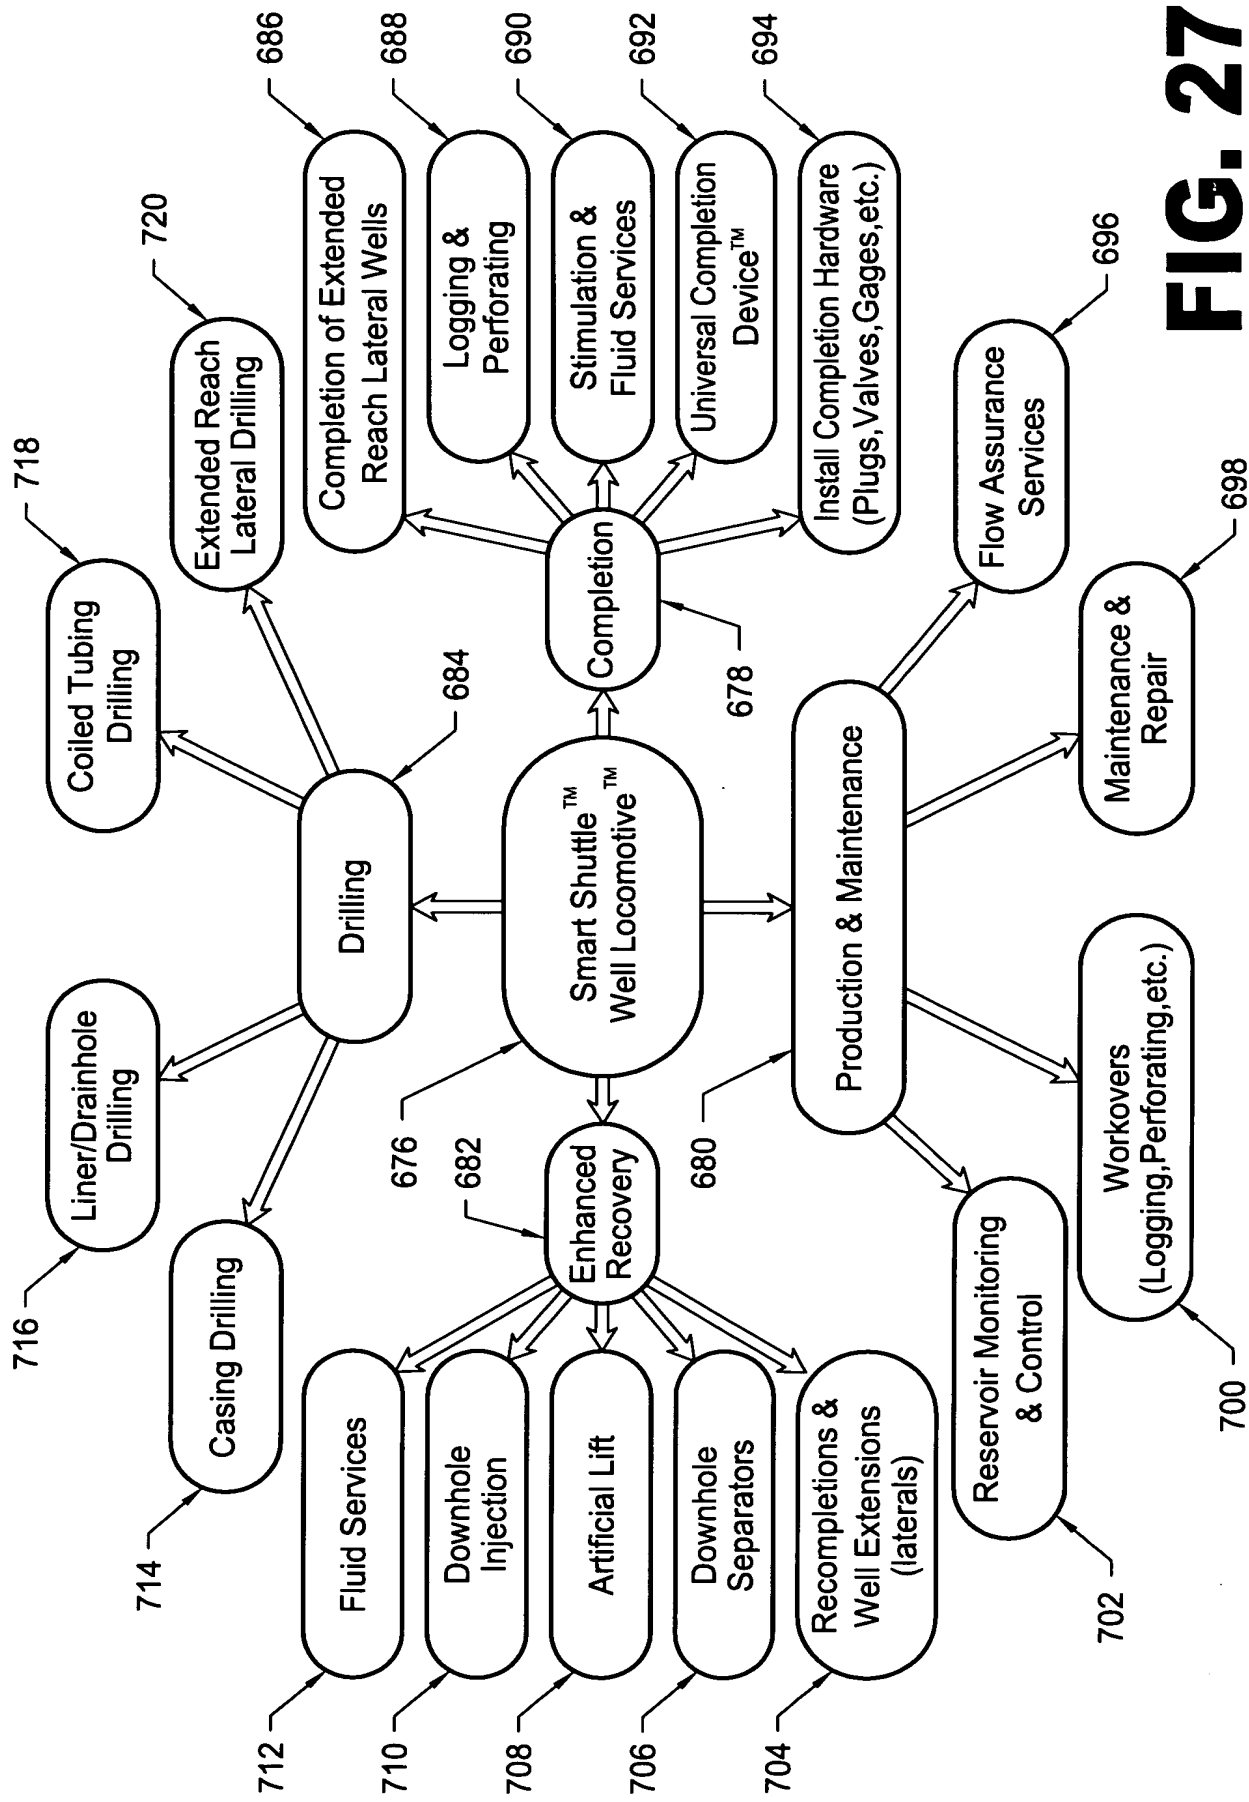 718
Coiled Tubing
Drilling
720
Extended Reach
Lateral Drilling
716
Liner/Drainhole
Drilling
714
Casing Drilling
Drilling
684
686
Completion of Extended
Reach Lateral Wells
688
Logging &
Perforating
690
Stimulation &
Fluid Services
692
Universal Completion
Device™
694
Install Completion Hardware
(Plugs,Valves,Gages,etc.)
Completion
678
Smart Shuttle™
Well Locomotive™
676
682
Enhanced
Recovery
712
Fluid Services
710
Downhole
Injection
708
Artificial Lift
706
Downhole
Separators
704
Recompletions &
Well Extensions
(laterals)
680
Production & Maintenance
696
Flow Assurance
Services
698
Maintenance &
Repair
700
Workovers
(Logging,Perforating,etc.)
702
Reservoir Monitoring
& Control
FIG. 27